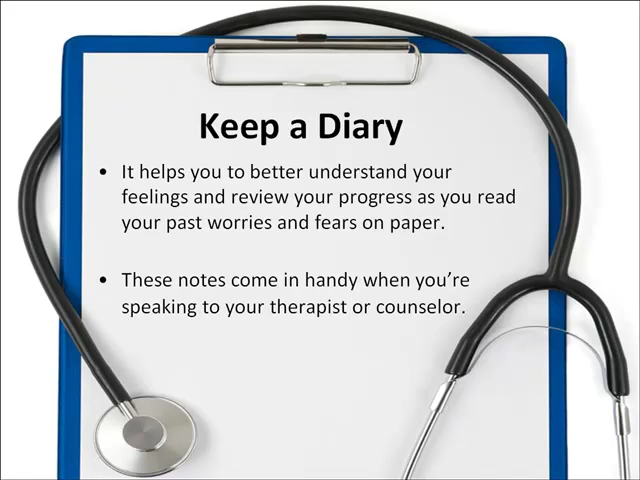 Keep a Diary
• It helps you to better understand your
feelings and review your progress as you read
your past worries and fears on paper.
• These notes come in handy when you’re
speaking to your therapist or counselor.